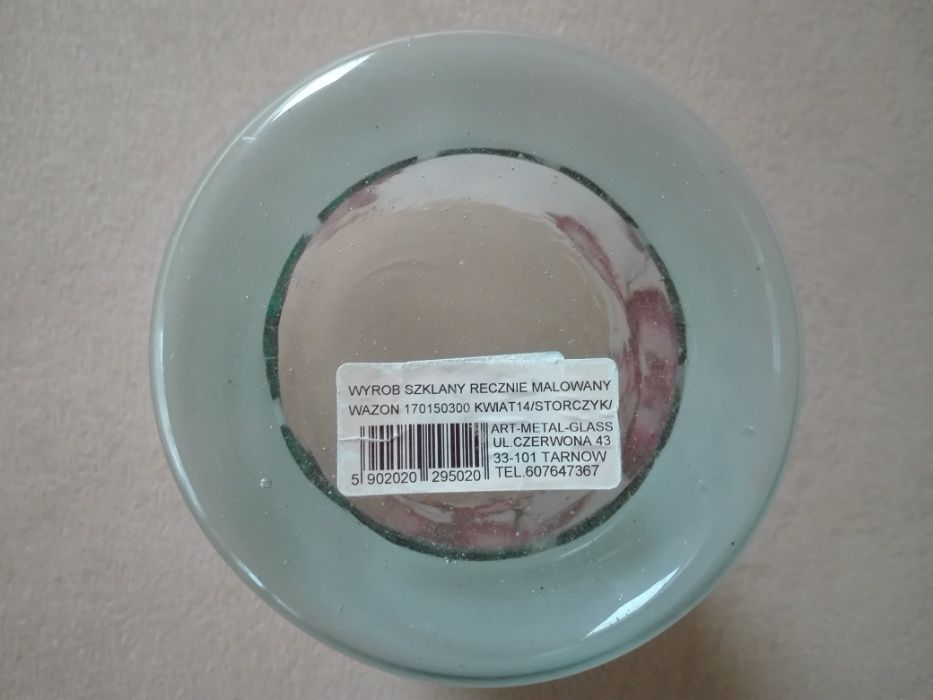 WYROB SZKLANY RECZNIE MALOWANY
WAZON 170150300 KWIAT14/STORCZYK/
ART-METAL-GLASS
UL.CZERWONA 43
33-101 TARNOW
TEL.607647367
5 902020 295020